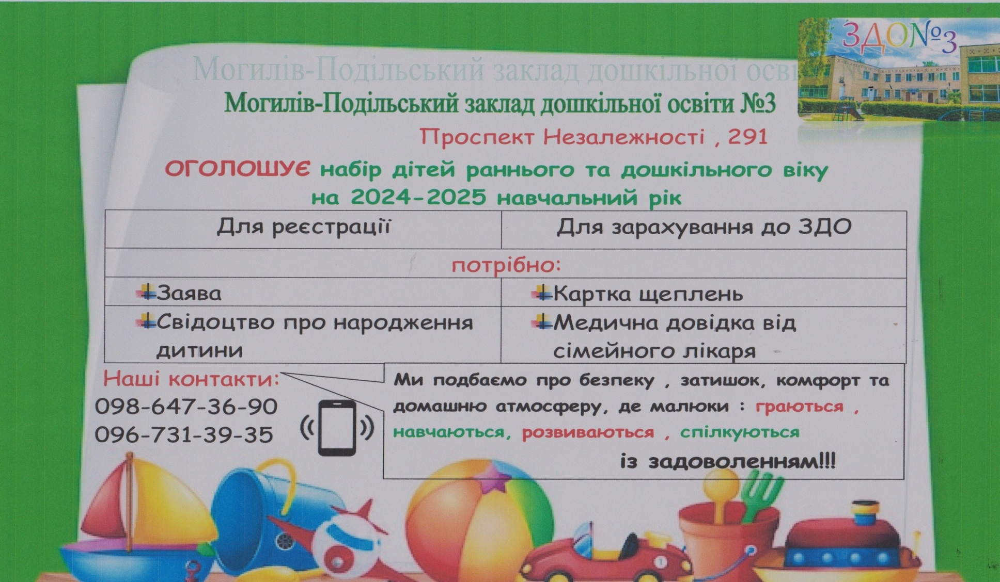 ЗДО№3
Могилів-Подільський заклад дошкільної осві
Могилів-Подільський заклад дошкільної освіти №3
Проспект Незалежності , 291
ОГОЛОШУЄ набір дітей раннього та дошкільного віку
на 2024-2025 навчальний рік
Для реєстрації
Для зарахування до ЗДО
потрібно:
Заява
Картка щеплень
Свідоцтво про народження
дитини
Медична довідка від
сімейного лікаря
Наші контакти:
098-647-36-90
096-731-39-35
Ми подбаємо про безпеку , затишок, комфорт та
домашню атмосферу, де малюки : граються ,
навчаються, розвиваються , спілкуються
із задоволенням!!!
1